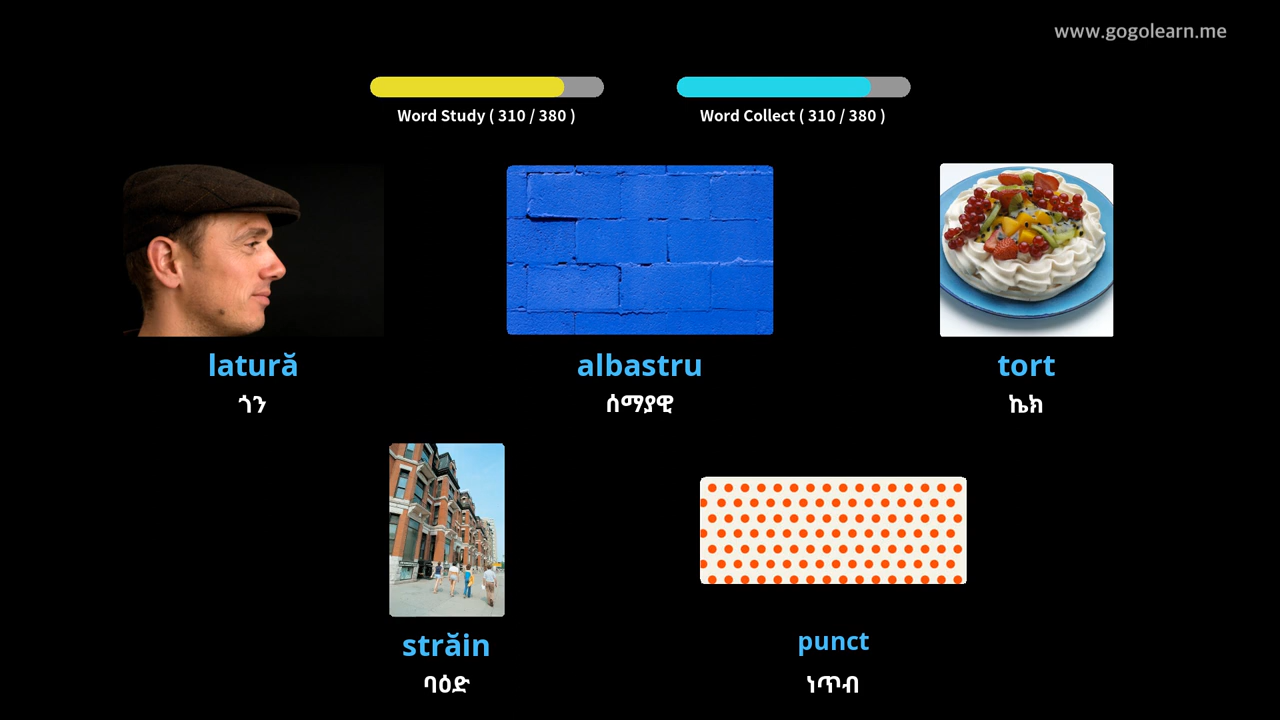 www.gogolearn.me
Word Study ( 310 / 380 )
Word Collect ( 310 / 380 )
latură
ጎን
albastru
ሰማያዊ
tort
ኬክ
străin
ባዕድ
punct
ነጥብ